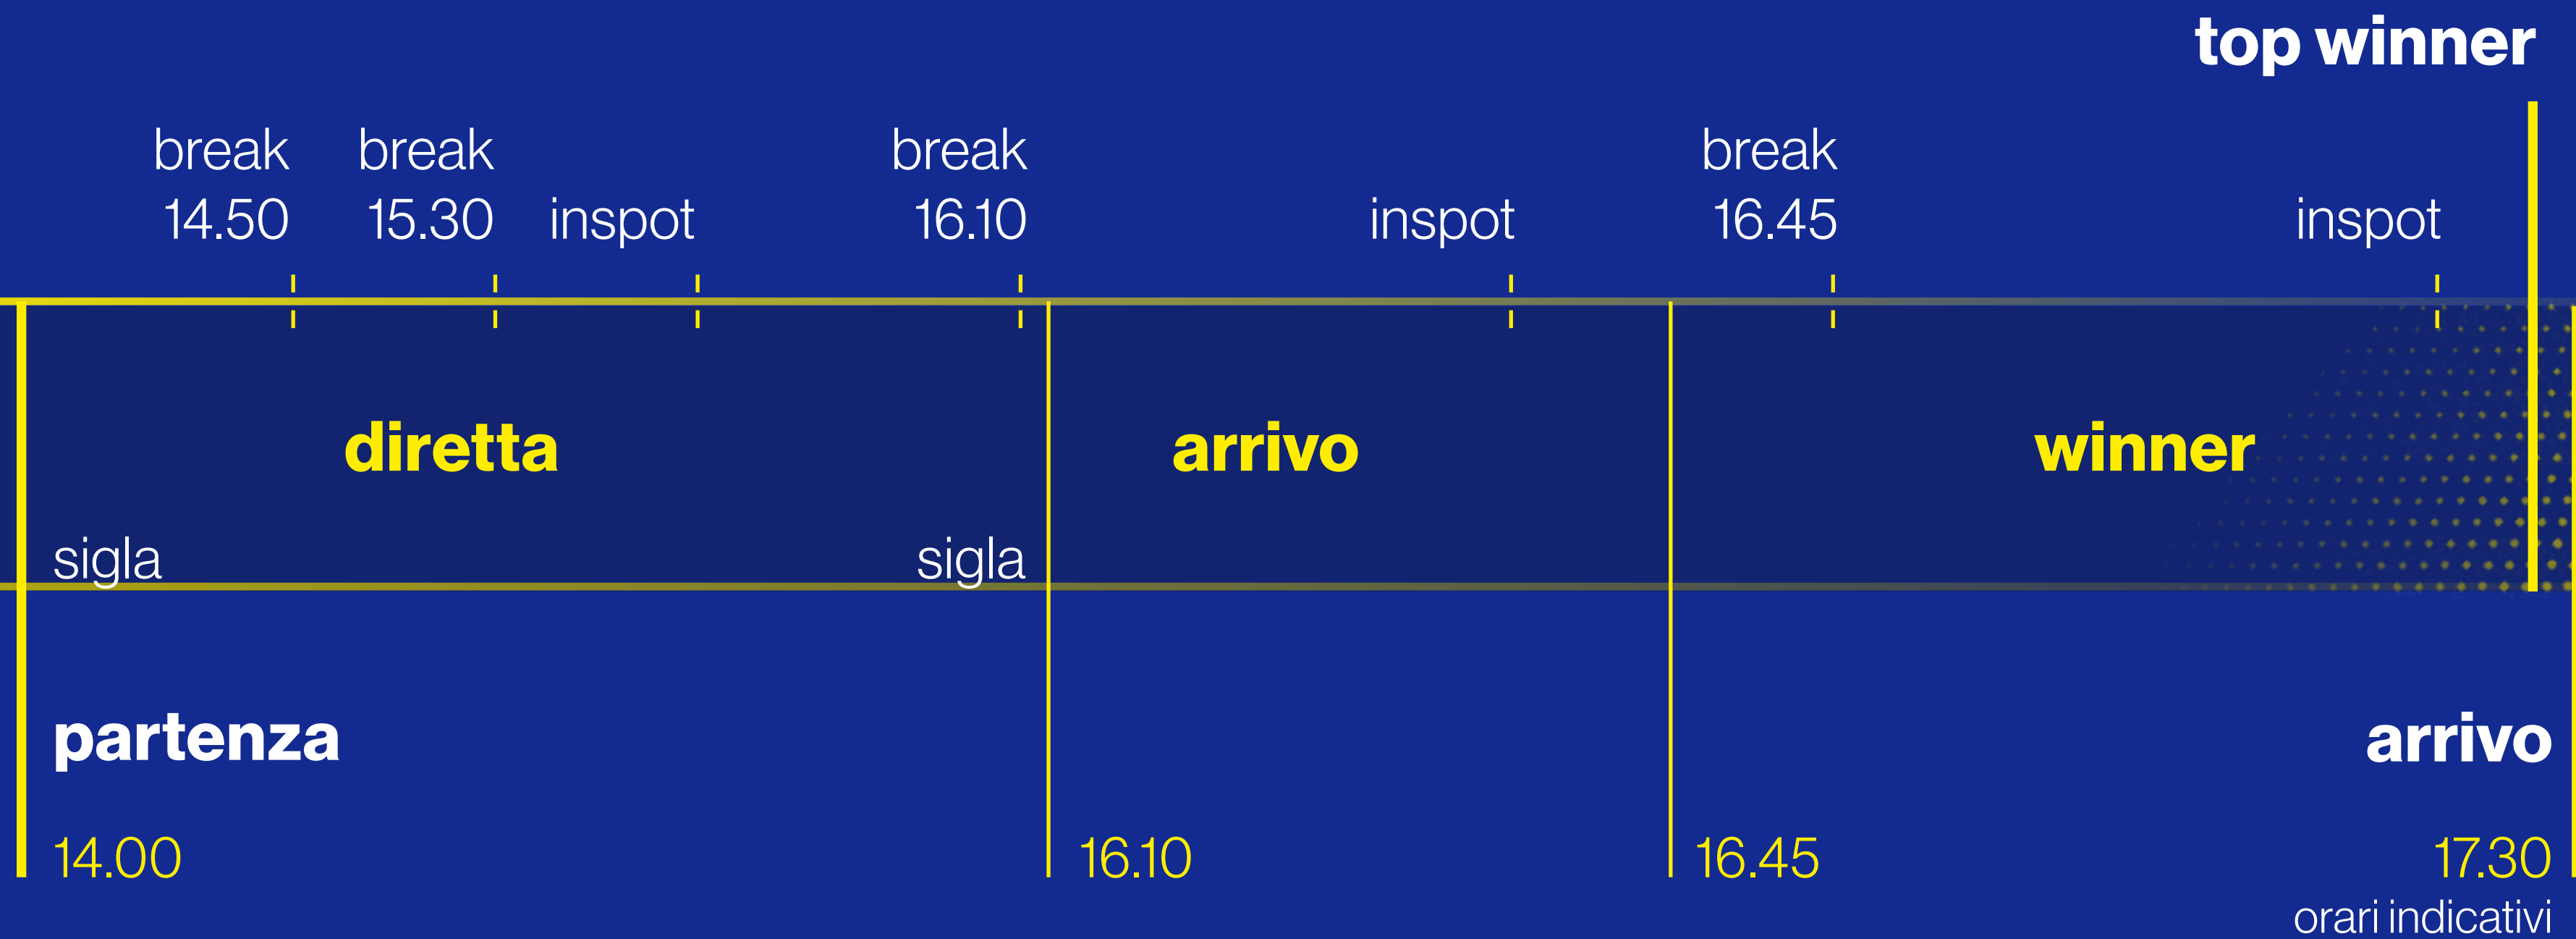 top winner
break
14.50
break
15.30
inspot
break
16.10
inspot
break
16.45
inspot
diretta
arrivo
winner
sigla
sigla
partenza
arrivo
14.00
16.10
16.45
17.30
orari indicativi